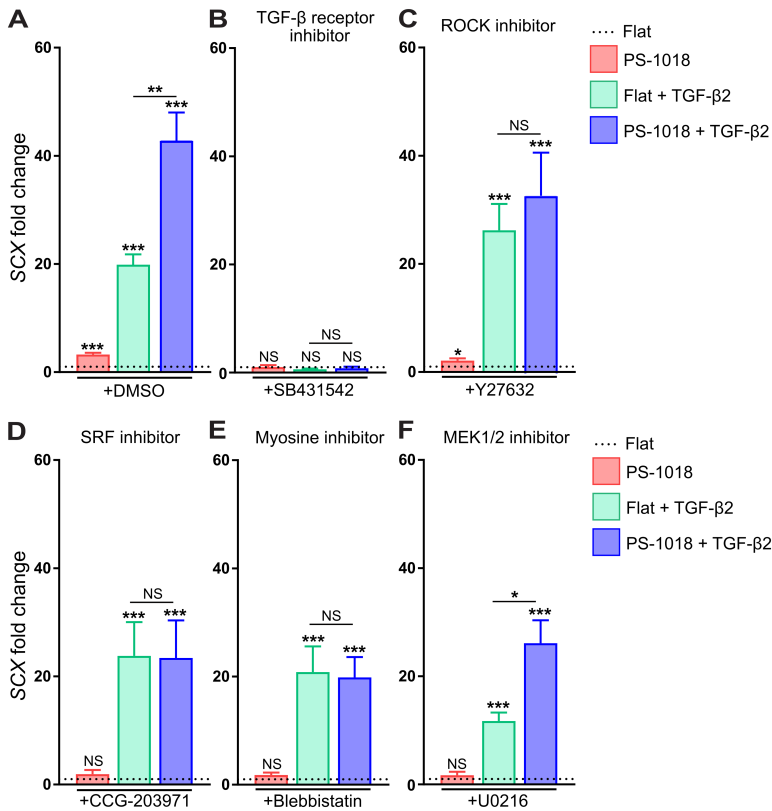 A
B
TGF-β receptor
inhibitor
C
ROCK inhibitor
Flat
PS-1018
Flat + TGF-β2
PS-1018 + TGF-β2
SCX fold change
60
40
20
0
***
***
**
***
+DMSO
60
40
20
0
NS
NS
NS
NS
+SB431542
60
40
20
0
*
***
NS
***
+Y27632
D
SRF inhibitor
E
Myosine inhibitor
F
MEK1/2 inhibitor
Flat
PS-1018
Flat + TGF-β2
PS-1018 + TGF-β2
SCX fold change
60
40
20
0
NS
***
NS
***
+CCG-203971
60
40
20
0
NS
***
NS
***
+Blebbistatin
60
40
20
0
NS
***
*
***
+U0216